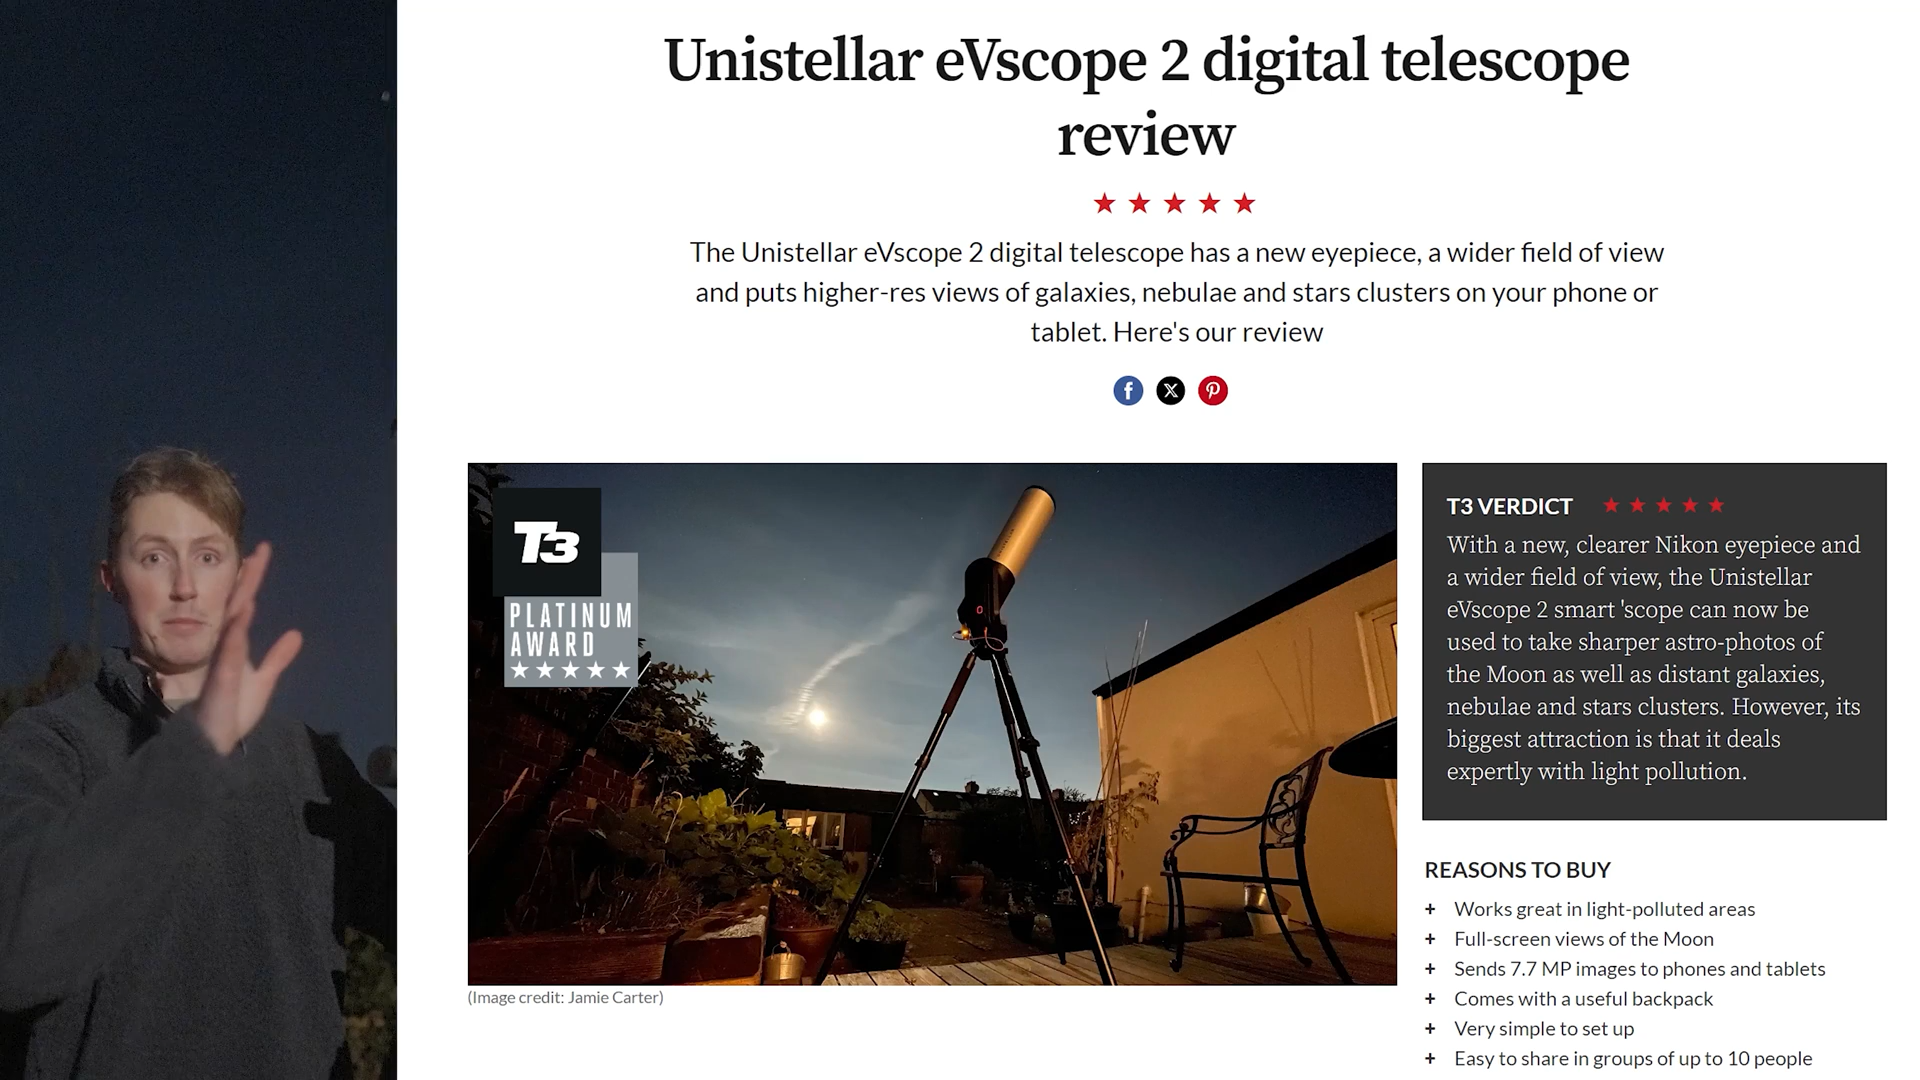 Unistellar eVscope 2 digital telescope
review
The Unistellar eVscope 2 digital telescope has a new eyepiece, a wider field of view
and puts higher-res views of galaxies, nebulae and stars clusters on your phone or
tablet. Here's our review
T3
PLATINUM
AWARD
(Image credit: Jamie Carter)
T3 VERDICT
With a new, clearer Nikon eyepiece and
a wider field of view, the Unistellar
eVscope 2 smart 'scope can now be
used to take sharper astro-photos of
the Moon as well as distant galaxies,
nebulae and stars clusters. However, its
biggest attraction is that it deals
expertly with light pollution.
REASONS TO BUY
+ Works great in light-polluted areas
+ Full-screen views of the Moon
+ Sends 7.7 MP images to phones and tablets
+ Comes with a useful backpack
+ Very simple to set up
+ Easy to share in groups of up to 10 people